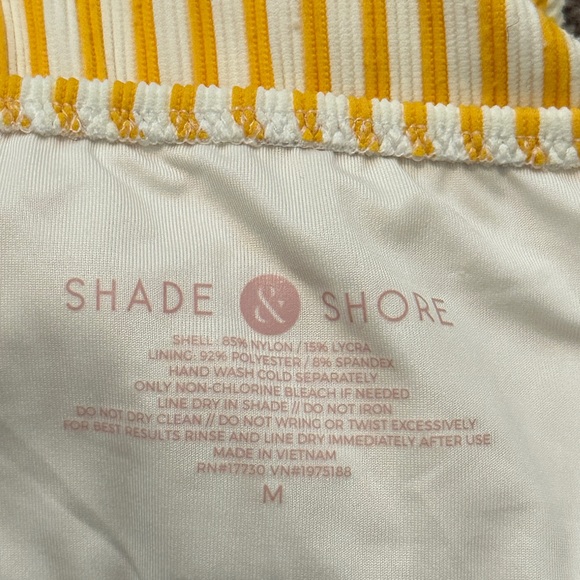 SHADE & SHORE
SHELL: 85% NYLON / 15% LYCRA
LINING: 92% POLYESTER / 8% SPANDEX
HAND WASH COLD SEPARATELY
ONLY NON-CHLORINE BLEACH IF NEEDED
LINE DRY IN SHADE // DO NOT IRON
DO NOT DRY CLEAN // DO NOT WRING OR TWIST EXCESSIVELY
FOR BEST RESULTS RINSE AND LINE DRY IMMEDIATELY AFTER USE
MADE IN VIETNAM
RN#17730 VN#1975188
M